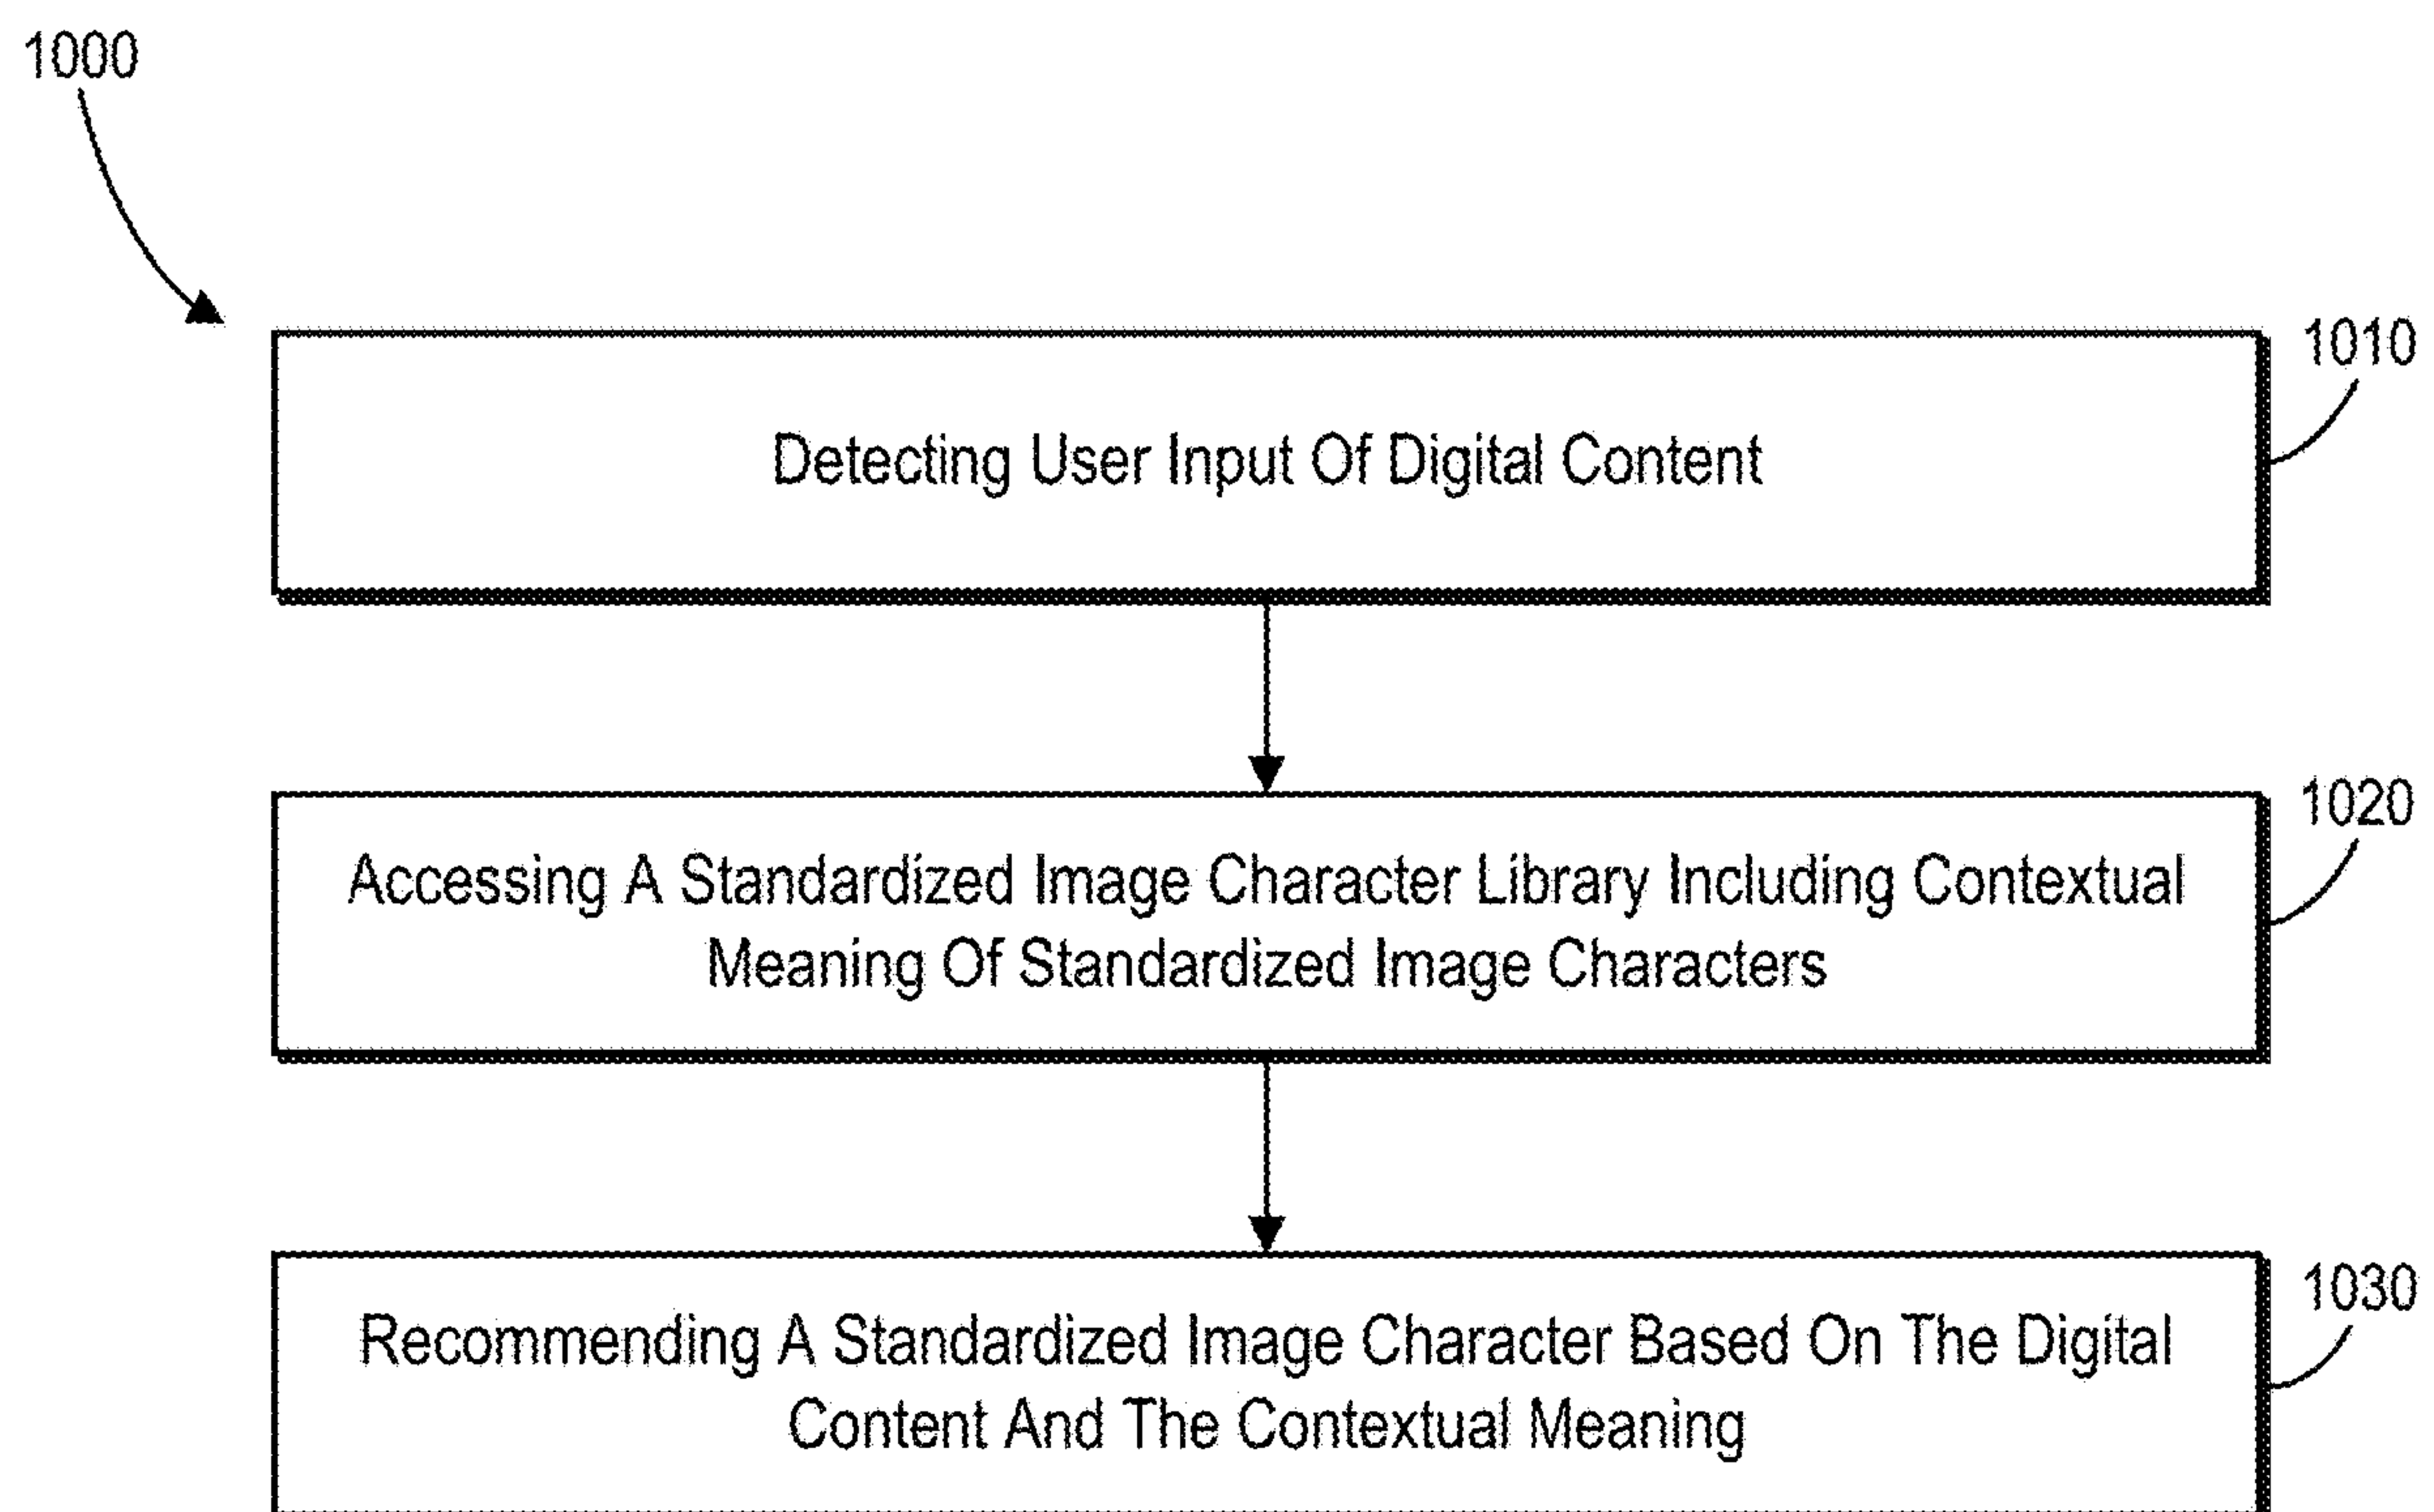 1000
1010
Detecting User Input Of Digital Content
1020
Accessing A Standardized Image Character Library Including Contextual
Meaning Of Standardized Image Characters
1030
Recommending A Standardized Image Character Based On The Digital
Content And The Contextual Meaning